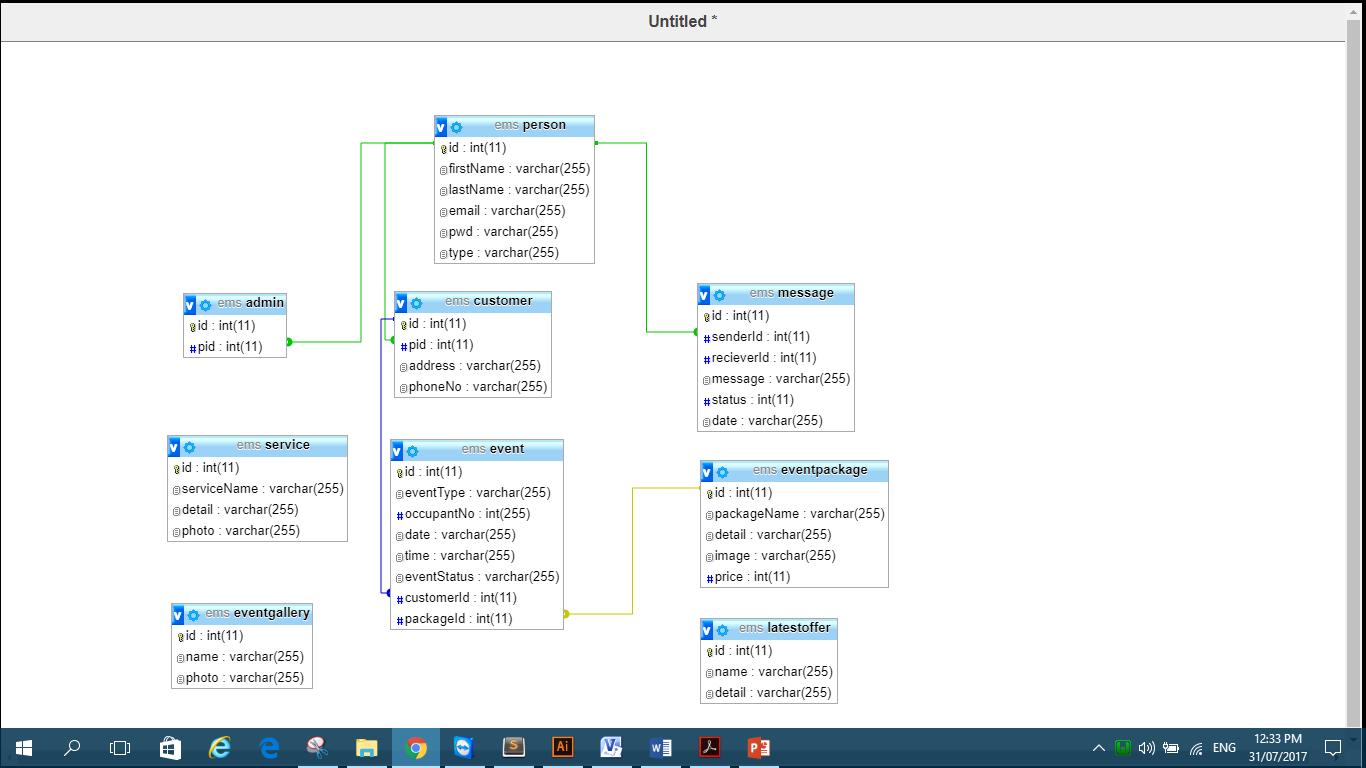 Untitled *
ems person
id : int(11)
firstName : varchar(255)
lastName : varchar(255)
email : varchar(255)
pwd : varchar(255)
type : varchar(255)
ems admin
id : int(11)
pid : int(11)
ems customer
id : int(11)
pid : int(11)
address : varchar(255)
phoneNo : varchar(255)
ems message
id : int(11)
senderId : int(11)
recieverId : int(11)
message : varchar(255)
status : int(11)
date : varchar(255)
ems service
id : int(11)
serviceName : varchar(255)
detail : varchar(255)
photo : varchar(255)
ems event
id : int(11)
eventType : varchar(255)
occupantNo : int(255)
date : varchar(255)
time : varchar(255)
eventStatus : varchar(255)
customerId : int(11)
packageId : int(11)
ems eventpackage
id : int(11)
packageName : varchar(255)
detail : varchar(255)
image : varchar(255)
price : int(11)
ems eventgallery
id : int(11)
name : varchar(255)
photo : varchar(255)
ems latestoffer
id : int(11)
name : varchar(255)
detail : varchar(255)
ENG
12:33 PM
31/07/2017